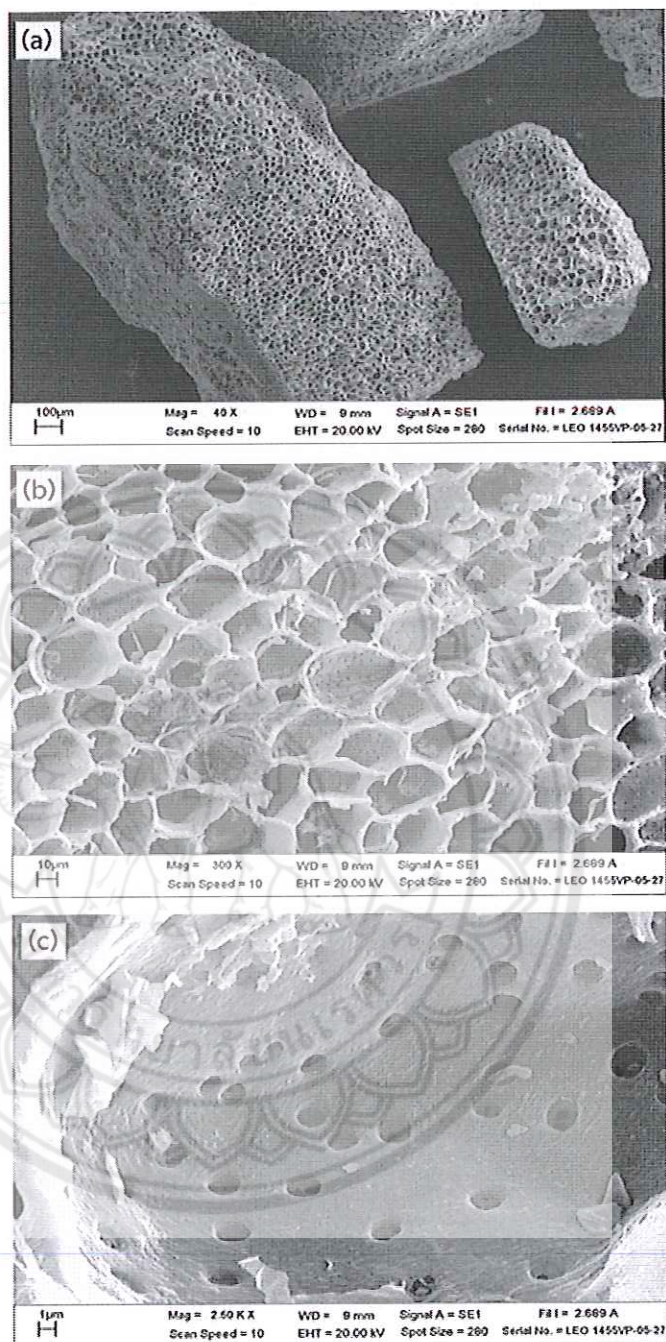 (a)
100µm Mag = 40 X WD = 9 mm Signal A = SE1 Fil I = 2.689 A
Scan Speed = 10 EHT = 20.00 kV Spot Size = 280 Serial No. = LEO 1455VP-05-27
(b)
10µm Mag = 300 X WD = 9 mm Signal A = SE1 Fil I = 2.689 A
Scan Speed = 10 EHT = 20.00 kV Spot Size = 280 Serial No. = LEO 1455VP-05-27
(c)
1µm Mag = 2.50 K X WD = 9 mm Signal A = SE1 Fil I = 2.689 A
Scan Speed = 10 EHT = 20.00 kV Spot Size = 280 Serial No. = LEO 1455VP-05-27